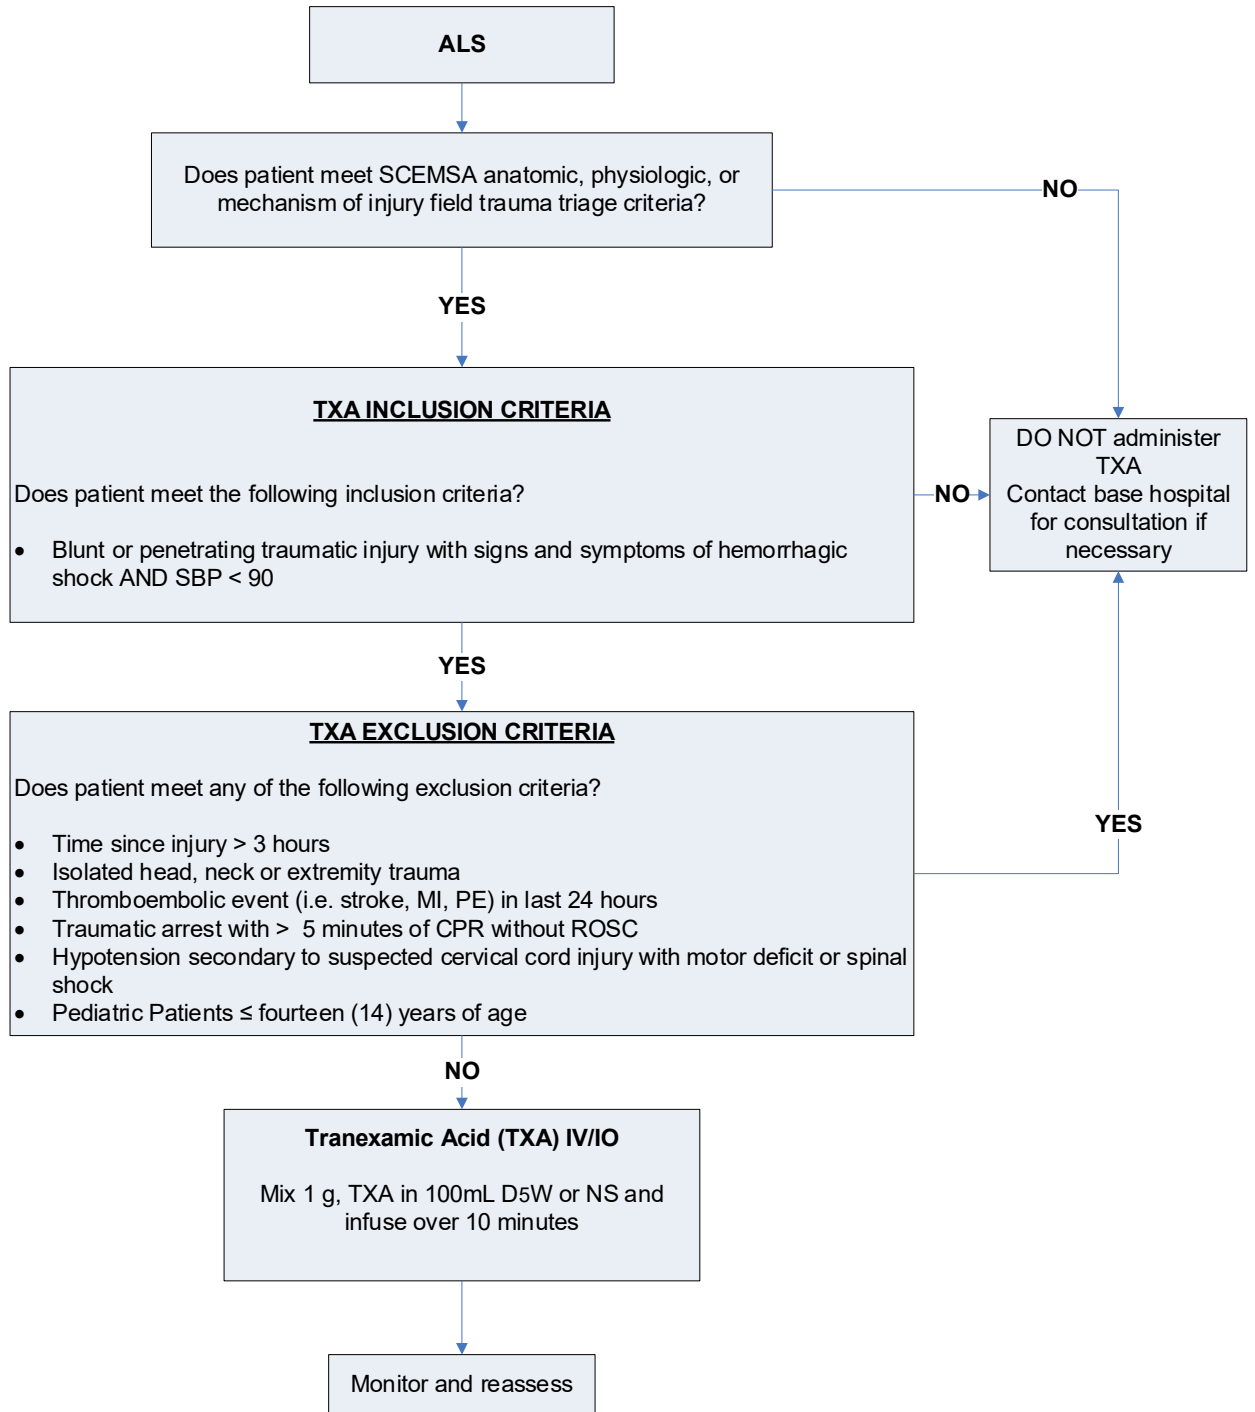 ALS
Does patient meet SCEMSA anatomic, physiologic, or
mechanism of injury field trauma triage criteria?
NO
YES
TXA INCLUSION CRITERIA
Does patient meet the following inclusion criteria?
• Blunt or penetrating traumatic injury with signs and symptoms of hemorrhagic
shock AND SBP < 90
NO
DO NOT administer
TXA
Contact base hospital
for consultation if
necessary
YES
TXA EXCLUSION CRITERIA
Does patient meet any of the following exclusion criteria?
• Time since injury > 3 hours
• Isolated head, neck or extremity trauma
• Thromboembolic event (i.e. stroke, MI, PE) in last 24 hours
• Traumatic arrest with > 5 minutes of CPR without ROSC
• Hypotension secondary to suspected cervical cord injury with motor deficit or spinal
shock
• Pediatric Patients ≤ fourteen (14) years of age
YES
NO
Tranexamic Acid (TXA) IV/IO
Mix 1 g, TXA in 100mL D5W or NS and
infuse over 10 minutes
Monitor and reassess